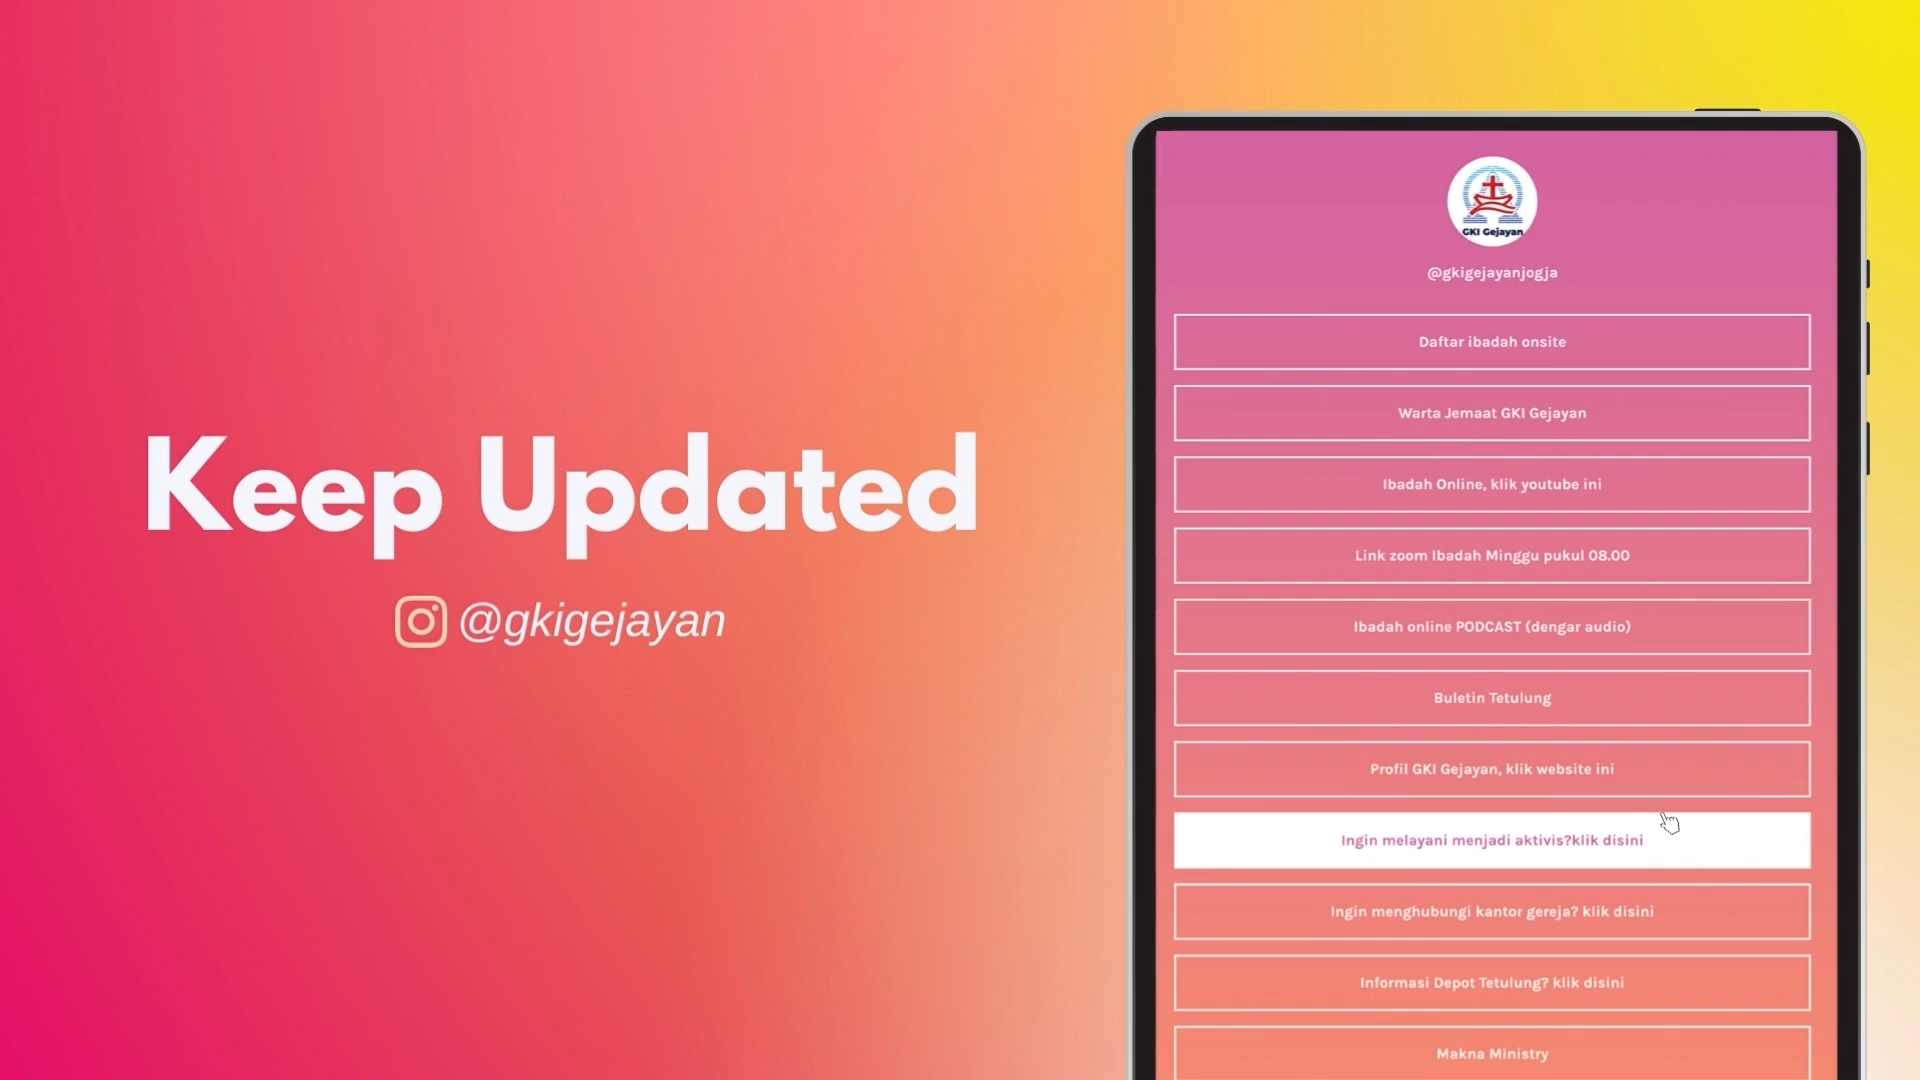 Keep Updated
@gkigejayan
GKI Gejayan
@gkigejayanjogja
Daftar ibadah onsite
Warta Jemaat GKI Gejayan
Ibadah Online, klik youtube ini
Link zoom Ibadah Minggu pukul 08.00
Ibadah online PODCAST (dengar audio)
Buletin Tetulung
Profil GKI Gejayan, klik website ini
Ingin melayani menjadi aktivis?klik disini
Ingin menghubungi kantor gereja? klik disini
Informasi Depot Tetulung? klik disini
Makna Ministry